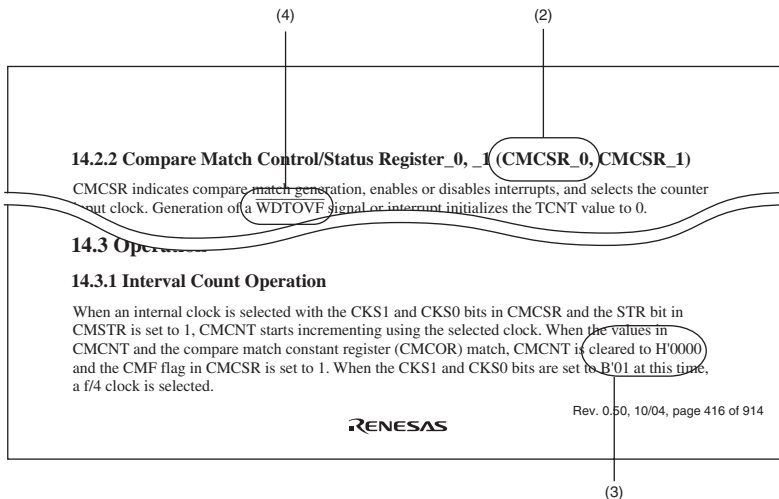 (4) (2)
14.2.2 Compare Match Control/Status Register_0, _1 (CMCSR_0, CMCSR_1)
CMCSR indicates compare match generation, enables or disables interrupts, and selects the counter
input clock. Generation of a WDTOVF signal or interrupt initializes the TCNT value to 0.
14.3 Operation
14.3.1 Interval Count Operation
When an internal clock is selected with the CKS1 and CKS0 bits in CMCSR and the STR bit in
CMSTR is set to 1, CMCNT starts incrementing using the selected clock. When the values in
CMCNT and the compare match constant register (CMCOR) match, CMCNT is cleared to H'0000
and the CMF flag in CMCSR is set to 1. When the CKS1 and CKS0 bits are set to B'01 at this time,
a f/4 clock is selected.
Rev. 0.50, 10/04, page 416 of 914
RENESAS
(3)